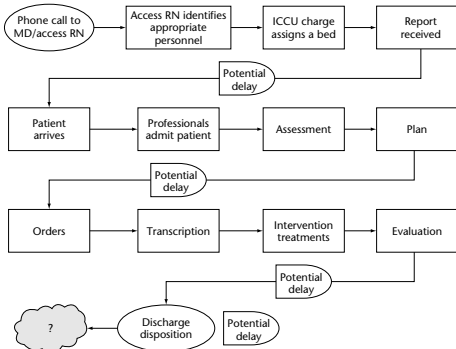 Phone call to
MD/access RN
Access RN identifies
appropriate
personnel
ICCU charge
assigns a bed
Report
received
Potential
delay
Patient
arrives
Professionals
admit patient
Assessment
Plan
Potential
delay
Orders
Transcription
Intervention
treatments
Evaluation
Potential
delay
?
Discharge
disposition
Potential
delay